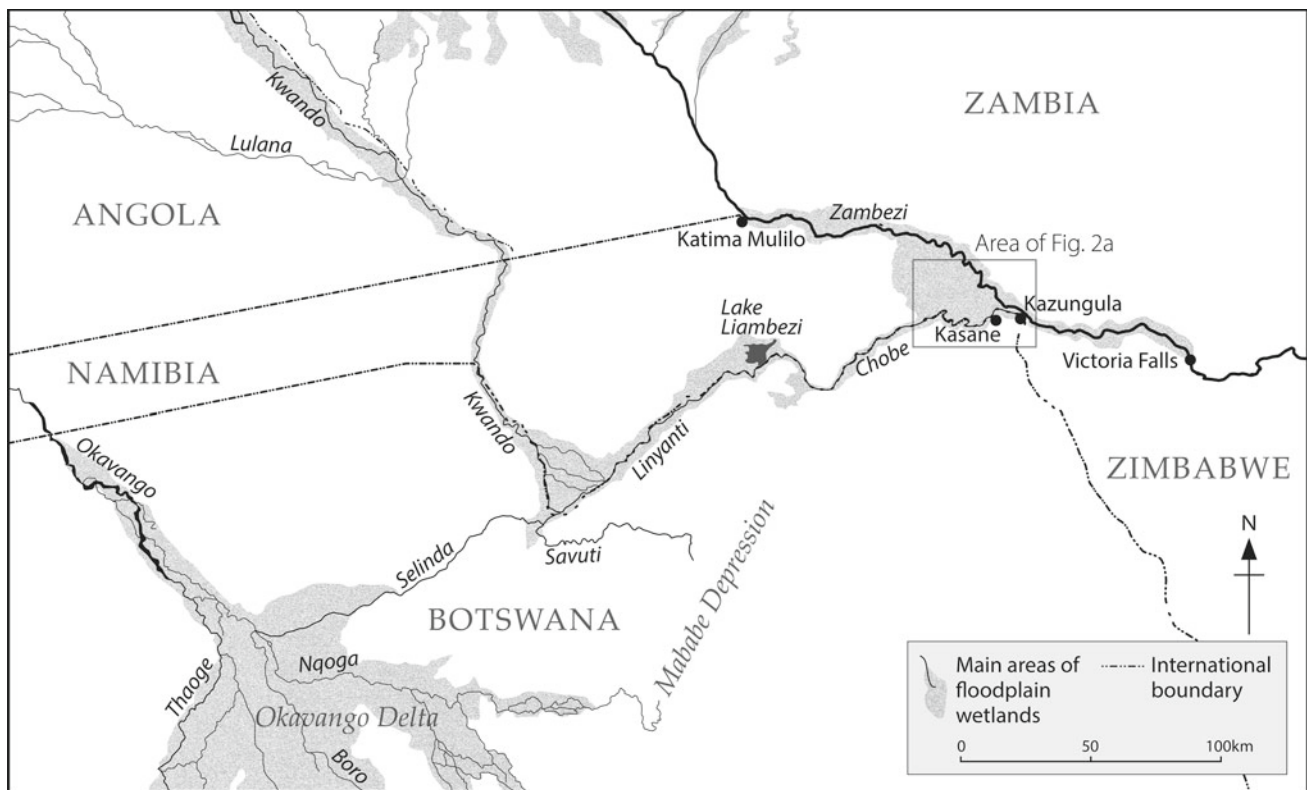 Kwando
ZAMBIA
Lulana
ANGOLA
Zambezi
Katima Mulilo
Area of Fig. 2a
Lake
Liambezi
Kazungula
Kasane
Chobe
Victoria Falls
NAMIBIA
Kwando
Linyanti
Okavango
ZIMBABWE
N
Savuti
Selinda
Mababe Depression
BOTSWANA
Nqoga
Thaoge
Okavango Delta
Boro
Main areas of
floodplain
wetlands
International
boundary
0 50 100km